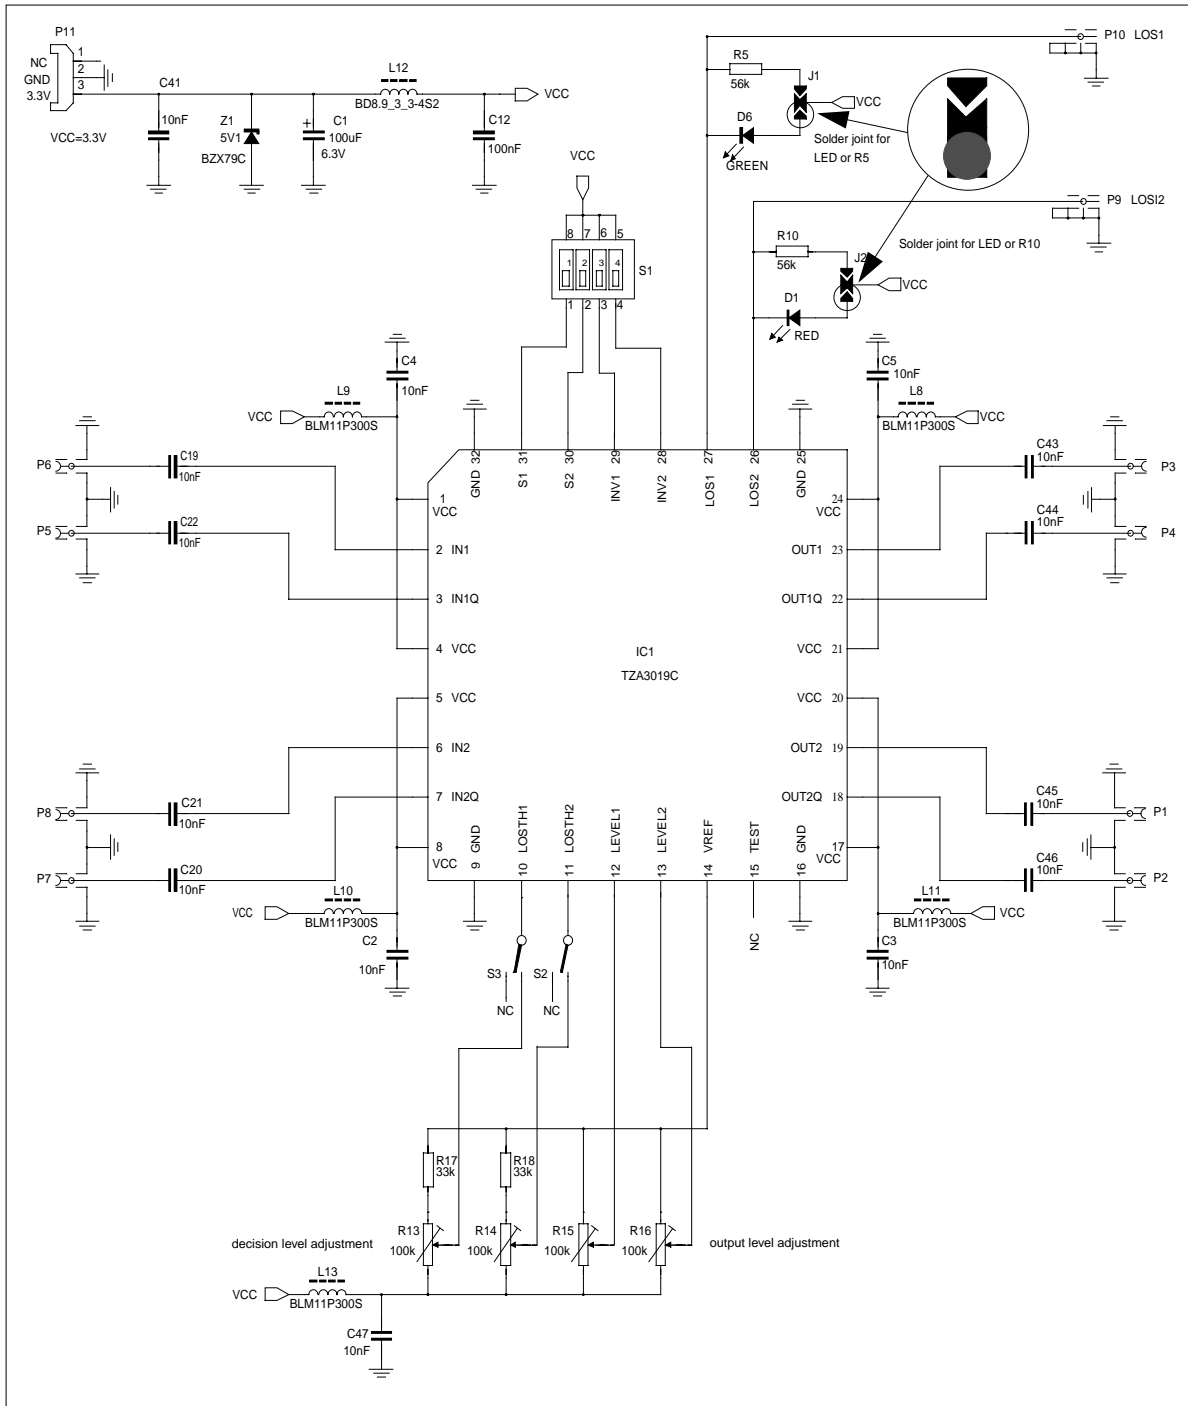 P11
NC 1
GND 2
3.3V 3
VCC=3.3V
C41
10nF
Z1
5V1
BZX79C
+ C1
100uF
6.3V
L12
BD8.9_3_3-4S2
VCC
C12
100nF
VCC
8 7 6 5
1 2 3 4
S1
1 2 3 4
P10 LOS1
R5
56k
J1
VCC
D6
GREEN
Solder joint for
LED or R5
P9 LOSI2
R10
56k
Solder joint for LED or R10
J2
VCC
D1
RED
C4
10nF
L9
VCC
BLM11P300S
C5
10nF
L8
VCC
BLM11P300S
P6
C19
10nF
P5
C22
10nF
C43
10nF
P3
C44
10nF
P4
32 GND
31 S1
30 S2
29 INV1
28 INV2
27 LOS1
26 LOS2
25 GND
1 VCC
2 IN1
3 IN1Q
4 VCC
5 VCC
6 IN2
7 IN2Q
8 VCC
IC1
TZA3019C
24 VCC
OUT1 23
OUT1Q 22
VCC 21
VCC 20
OUT2 19
OUT2Q 18
17 VCC
9 GND
10 LOSTH1
11 LOSTH2
12 LEVEL1
13 LEVEL2
14 VREF
15 TEST
16 GND
P8
C21
10nF
P7
C20
10nF
C45
10nF
P1
C46
10nF
P2
L10
VCC
BLM11P300S
C2
10nF
L11
VCC
BLM11P300S
C3
10nF
S3
NC
S2
NC
NC
R17
33k
R18
33k
R13
100k
R14
100k
R15
100k
R16
100k
decision level adjustment
output level adjustment
L13
VCC
BLM11P300S
C47
10nF